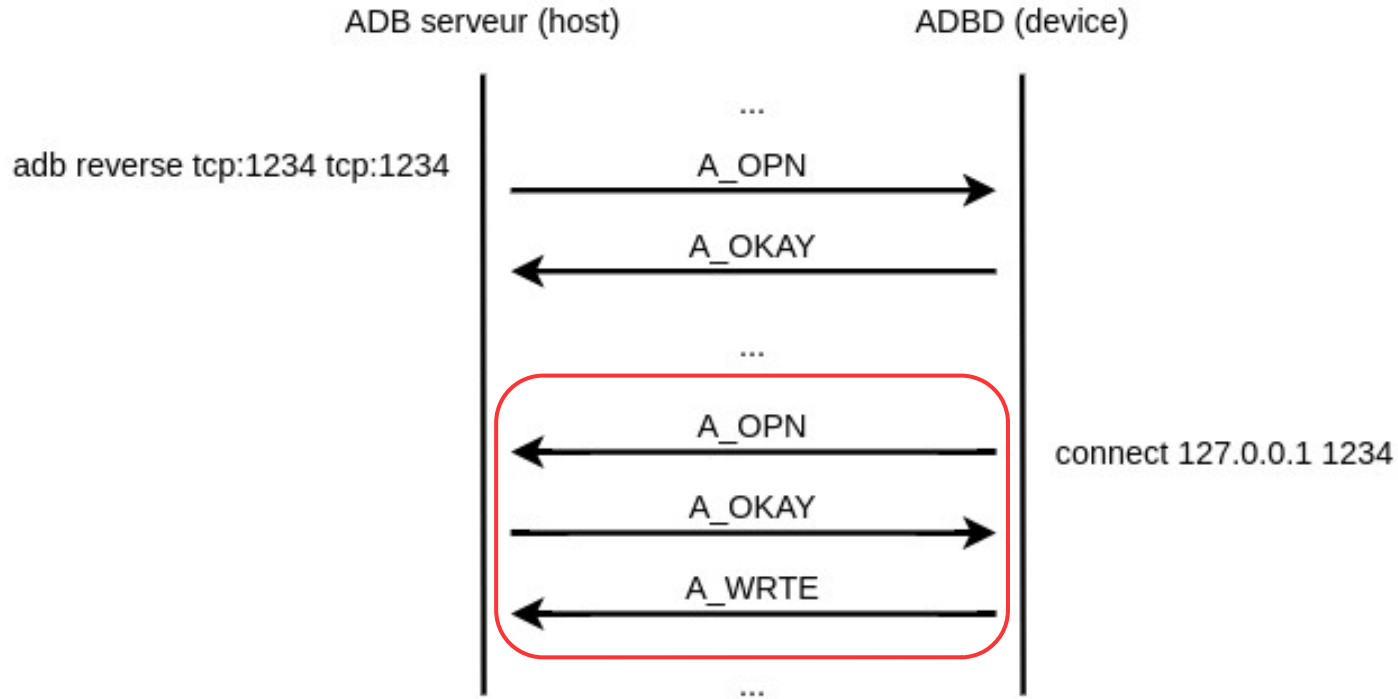 ADB serveur (host)
ADBD (device)
...
adb reverse tcp:1234 tcp:1234
A_OPN
A_OKAY
...
A_OPN
connect 127.0.0.1 1234
A_OKAY
A_WRTE
...